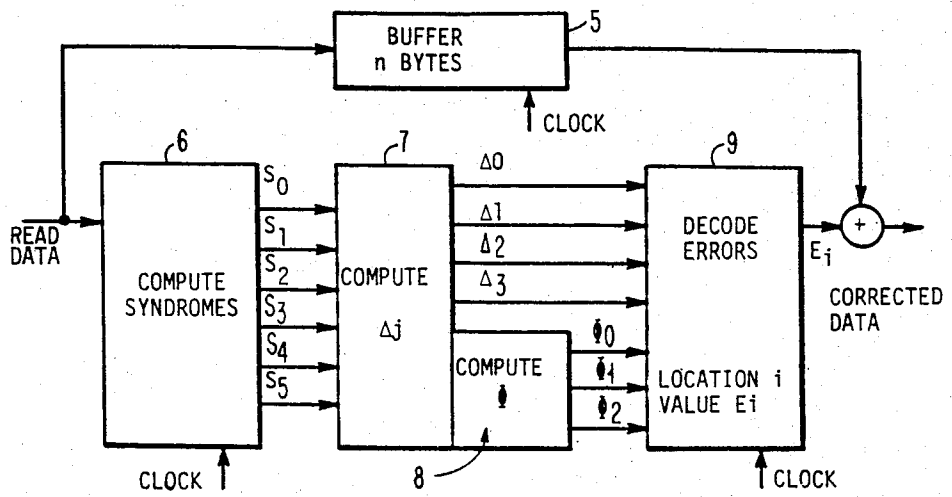 BUFFER
n BYTES
5
CLOCK
6
7
9
READ
DATA
COMPUTE
SYNDROMES
S0
S1
S2
S3
S4
S5
COMPUTE
Δj
Δ0
Δ1
Δ2
Δ3
COMPUTE
Φ
Φ0
Φ1
Φ2
8
DECODE
ERRORS
LOCATION i
VALUE Ei
Ei
+
CORRECTED
DATA
CLOCK
CLOCK